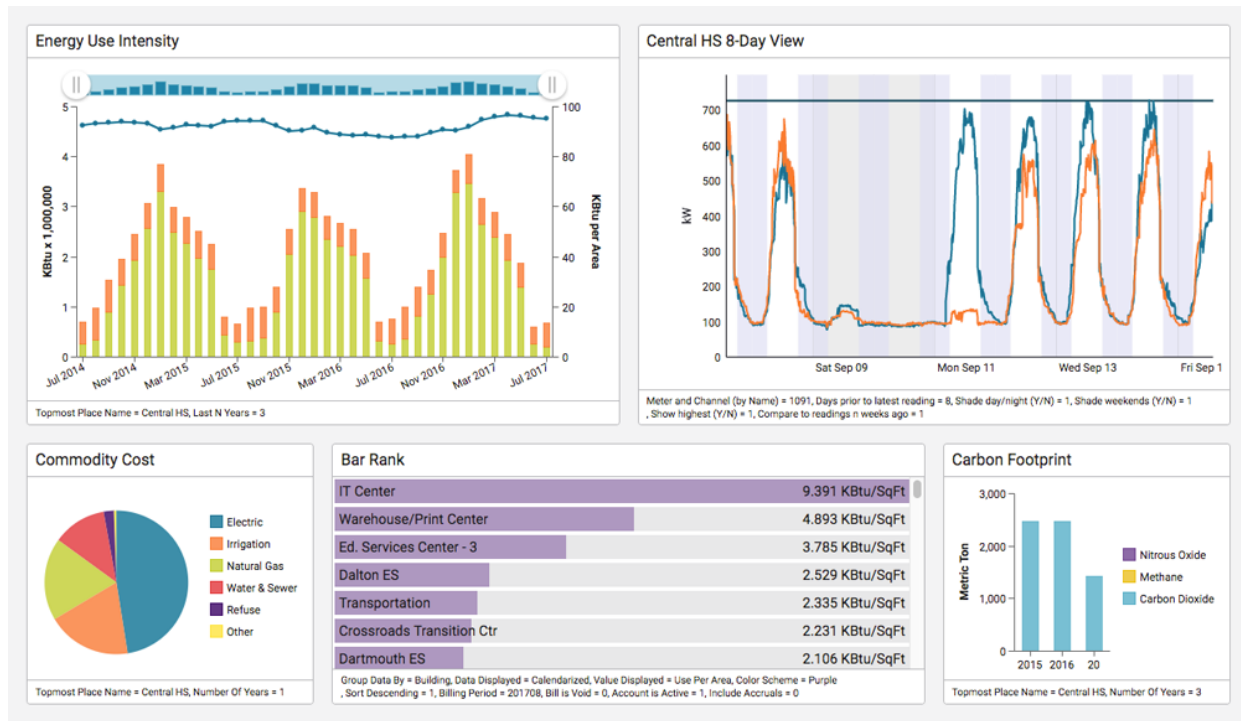 Energy Use Intensity
5
4
3
2
1
0
KBtu x 1,000,000
100
80
60
40
20
0
KBtu per Area
Jul 2014
Nov 2014
Mar 2015
Jul 2015
Nov 2015
Mar 2016
Jul 2016
Nov 2016
Mar 2017
Jul 2017
Topmost Place Name = Central HS, Last N Years = 3
Central HS 8-Day View
700
600
500
400
300
200
100
0
kW
Sat Sep 09
Mon Sep 11
Wed Sep 13
Fri Sep 1
Meter and Channel (by Name) = 1091, Days prior to latest reading = 8, Shade day/night (Y/N) = 1, Shade weekends (Y/N) = 1
, Show highest (Y/N) = 1, Compare to readings n weeks ago = 1
Commodity Cost
Electric
Irrigation
Natural Gas
Water & Sewer
Refuse
Other
Topmost Place Name = Central HS, Number Of Years = 1
Bar Rank
IT Center 9.391 KBtu/SqFt
Warehouse/Print Center 4.893 KBtu/SqFt
Ed. Services Center - 3 3.785 KBtu/SqFt
Dalton ES 2.529 KBtu/SqFt
Transportation 2.335 KBtu/SqFt
Crossroads Transition Ctr 2.231 KBtu/SqFt
Dartmouth ES 2.106 KBtu/SqFt
Group Data By = Building, Data Displayed = Calendarized, Value Displayed = Use Per Area, Color Scheme = Purple
, Sort Descending = 1, Billing Period = 201708, Bill is Void = 0, Account is Active = 1, Include Accruals = 0
Carbon Footprint
3,000
2,000
1,000
0
Metric Ton
2015
2016
20
Nitrous Oxide
Methane
Carbon Dioxide
Topmost Place Name = Central HS, Number Of Years = 3